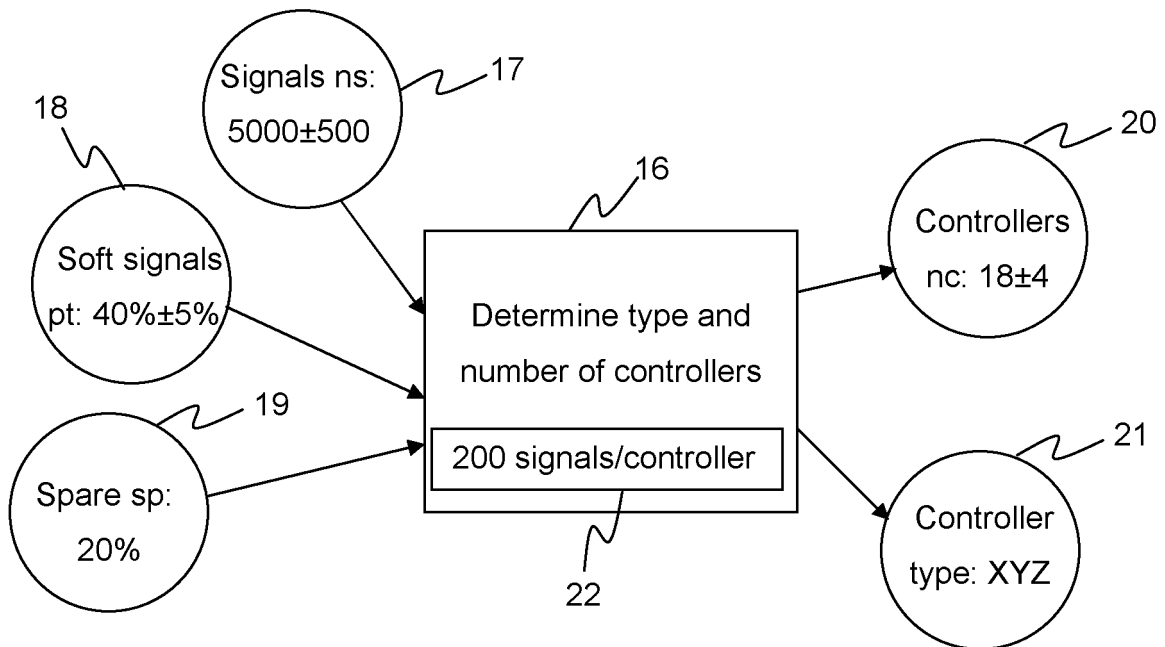 Signals ns:
5000±500
17
18
Soft signals
pt: 40%±5%
19
Spare sp:
20%
16
Determine type and
number of controllers
200 signals/controller
22
20
Controllers
nc: 18±4
21
Controller
type: XYZ